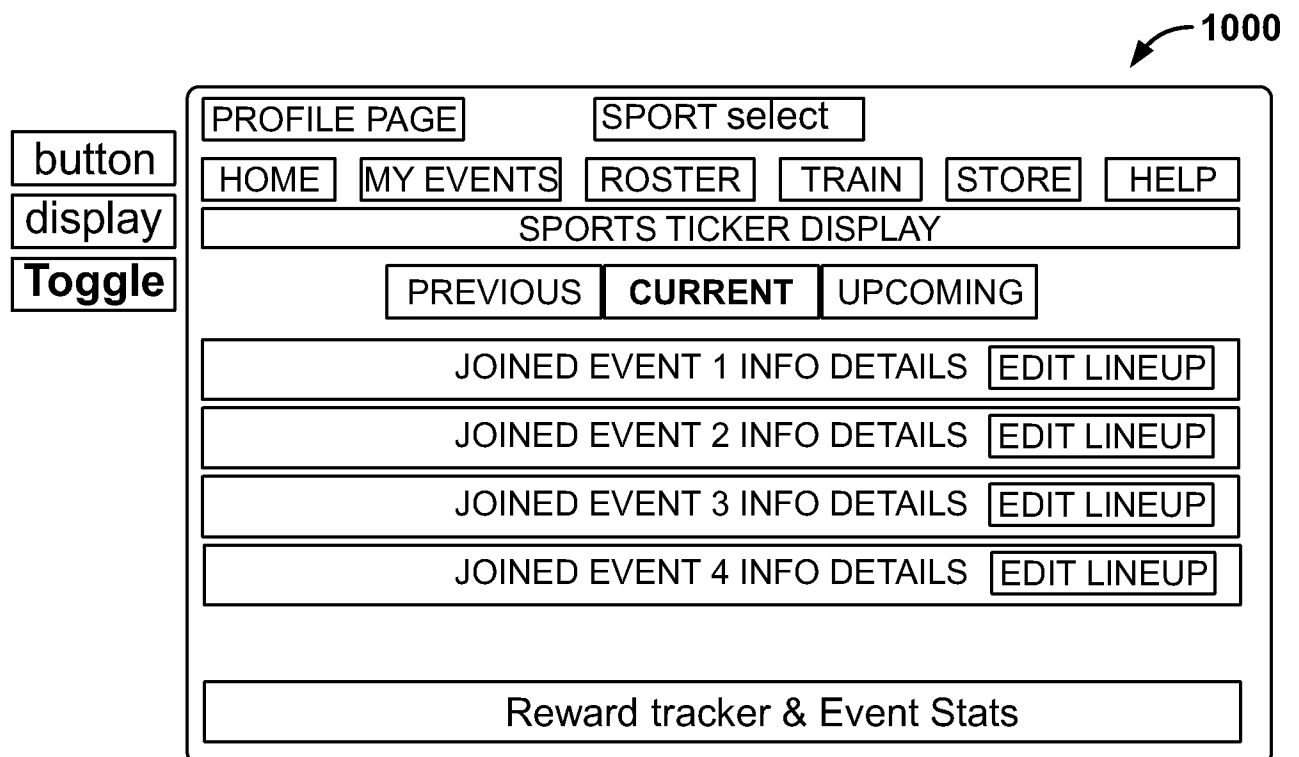 1000
PROFILE PAGE SPORT select
button
HOME MY EVENTS ROSTER TRAIN STORE HELP
display
SPORTS TICKER DISPLAY
Toggle
PREVIOUS CURRENT UPCOMING
JOINED EVENT 1 INFO DETAILS EDIT LINEUP
JOINED EVENT 2 INFO DETAILS EDIT LINEUP
JOINED EVENT 3 INFO DETAILS EDIT LINEUP
JOINED EVENT 4 INFO DETAILS EDIT LINEUP
Reward tracker & Event Stats